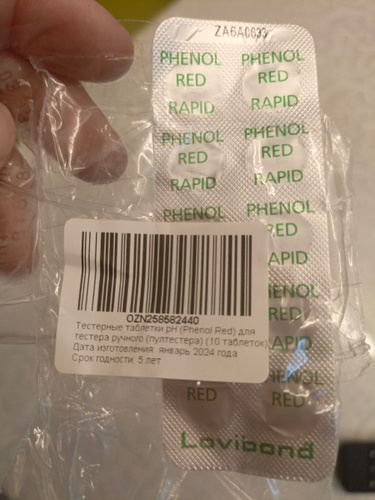 ZA6A0633
PHENOL PHENOL
RED RED
RAPID RAPID
PHENOL PHENOL
RED RED
RAPID RAPID
PHENOL PHENOL
RED
RAPID
OZN258582440
Тестерные таблетки pH (Phenol Red) для
тестера ручного (пултестера) (10 таблеток)
Дата изготовления: январь 2024 года
Срок годности: 5 лет
RED RED
Lovibond